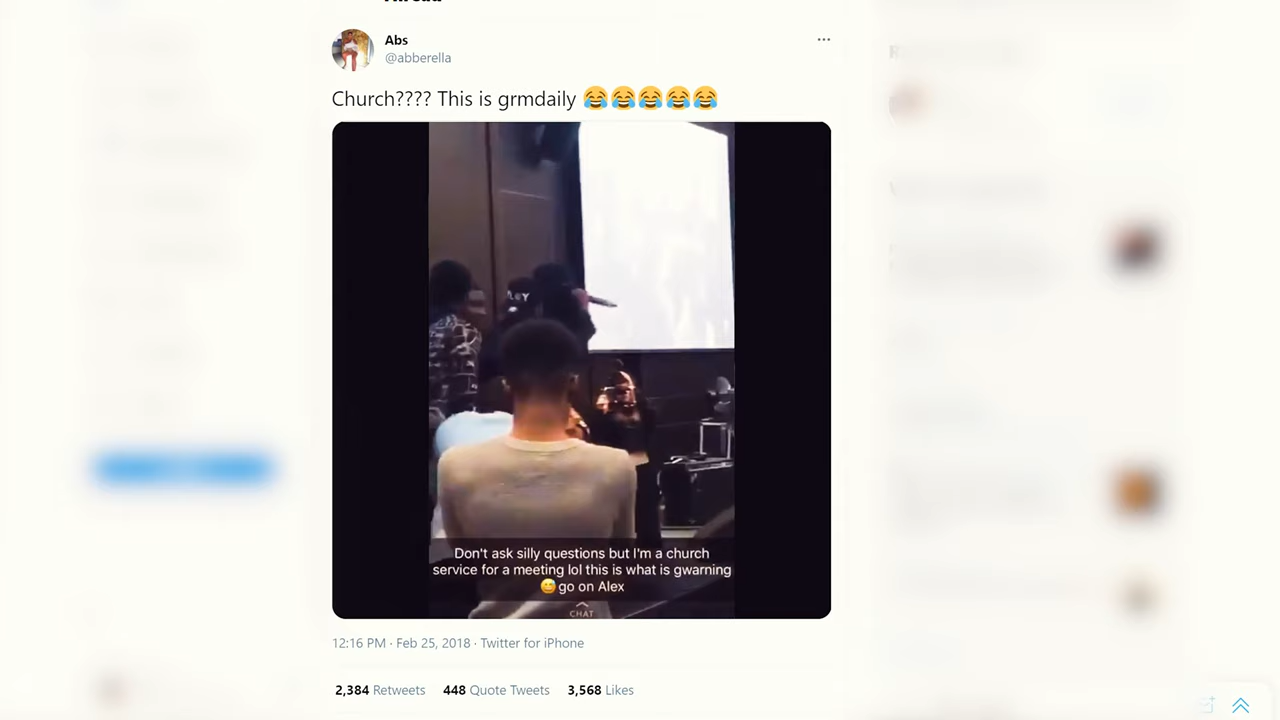 Abs
@abberella
Church???? This is grmdaily 😂😂😂😂😂
LEY
Don't ask silly questions but I'm a church
service for a meeting lol this is what is gwarning
😅go on Alex
CHAT
12:16 PM · Feb 25, 2018 · Twitter for iPhone
2,384 Retweets 448 Quote Tweets 3,568 Likes